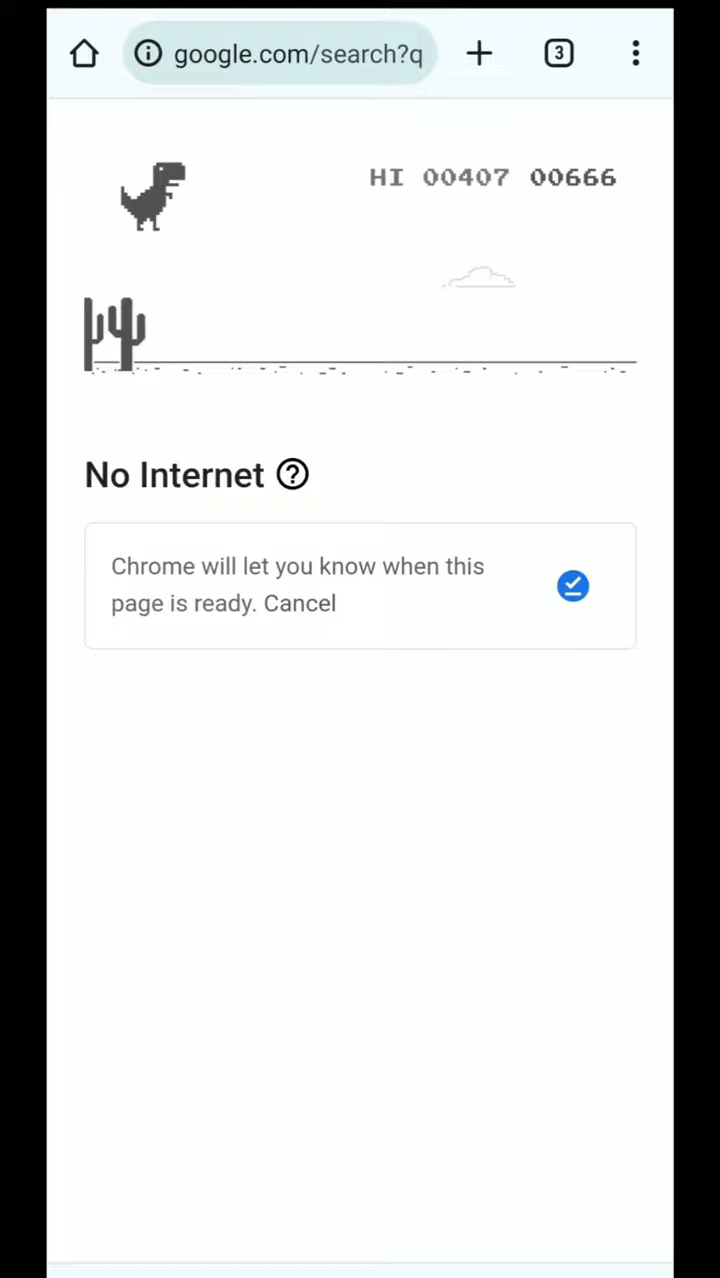 google.com/search?q
3
HI 00407 00666
No Internet
Chrome will let you know when this
page is ready. Cancel